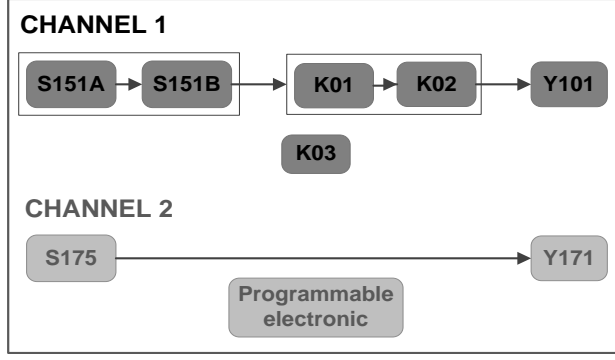 CHANNEL 1
S151A S151B K01 K02 Y101
K03
CHANNEL 2
S175 Y171
Programmable
electronic